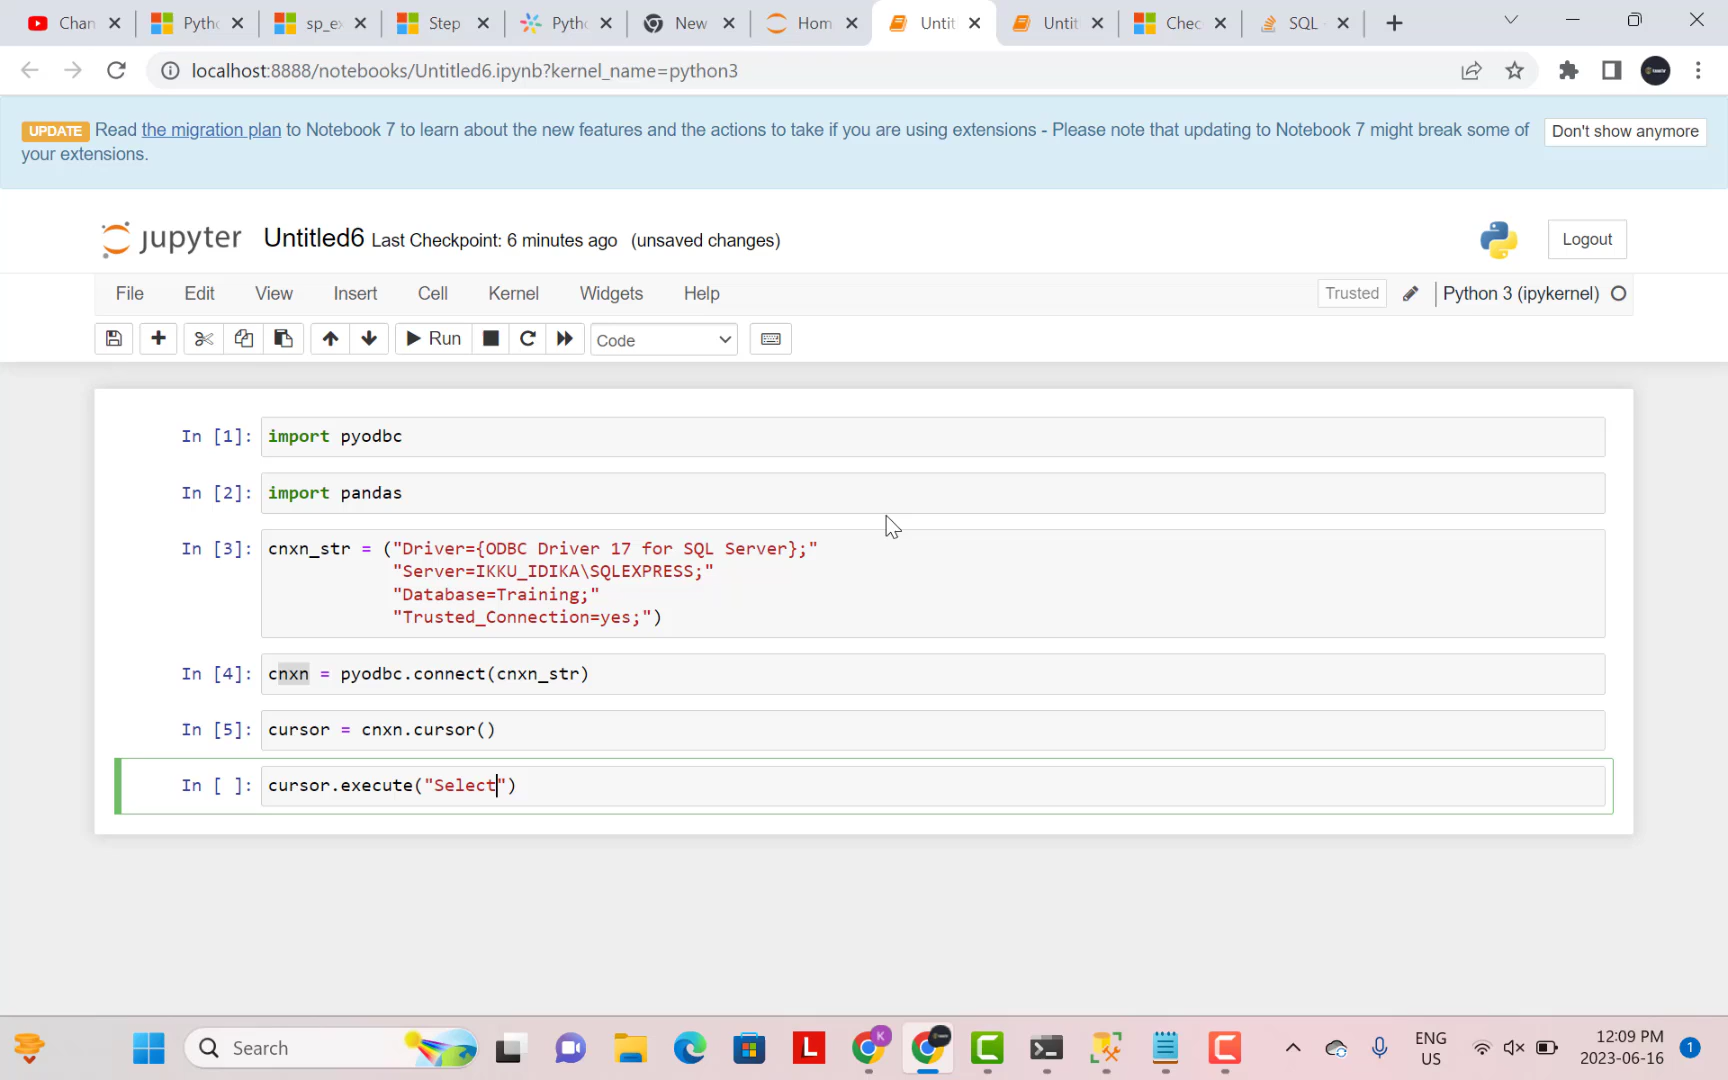 Chan
Pytho
sp_ex
Step
Pytho
New
Hom
Untit
Untit
Chec
SQL
localhost:8888/notebooks/Untitled6.ipynb?kernel_name=python3
UPDATE Read the migration plan to Notebook 7 to learn about the new features and the actions to take if you are using extensions - Please note that updating to Notebook 7 might break some of
your extensions.
Don't show anymore
jupyter Untitled6 Last Checkpoint: 6 minutes ago (unsaved changes)
Logout
File Edit View Insert Cell Kernel Widgets Help
Trusted
Python 3 (ipykernel)
Run
Code
In [1]: import pyodbc
In [2]: import pandas
In [3]: cnxn_str = ("Driver={ODBC Driver 17 for SQL Server};"
"Server=IKKU_IDIKA\SQLEXPRESS;"
"Database=Training;"
"Trusted_Connection=yes;")
In [4]: cnxn = pyodbc.connect(cnxn_str)
In [5]: cursor = cnxn.cursor()
In [ ]: cursor.execute("Select")
Search
L
K
ENG
US
12:09 PM
2023-06-16
1